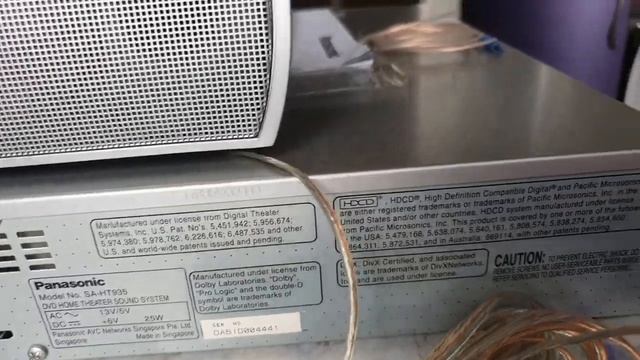 Manufactured under license from Digital Theater
Systems, Inc. U.S. Pat. No's. 5,451,942; 5,956,674;
5,974,380; 5,978,762; 6,226,616; 6,487,535 and other
U.S. and world-wide patents issued and pending.
HDCD , HDCD®, High Definition Compatible Digital® and Pacific Microsonics
are either registered trademarks or trademarks of Pacific Microsonics, Inc. in the
United States and/or other countries. HDCD system manufactured under license
from Pacific Microsonics, Inc. This product is covered by one or more of the
the USA: 5,479,168, 5,638,074, 5,640,161, 5,808,574, 5,838,274, 5,854,600
5,872,531, and in Australia, 669114, with other patents pending.
Panasonic
Model No. SA-HT935
DVD HOME THEATER SOUND SYSTEM
AC 13V/5V
DC +6V 25W
Panasonic AVC Networks Singapore Pte. Ltd.
Singapore Made in Singapore
Manufactured under license from
Dolby Laboratories. "Dolby",
"Pro Logic" and the double-D
symbol are trademarks of
Dolby Laboratories.
DivX Certified, and associated
are trademarks of DivXNetworks,
and are used under license.
CAUTION: TO PREVENT ELECTRIC SHOCK
REMOVE SCREWS. NO USER-SERVICEABLE PARTS
REFER SERVICING TO QUALIFIED SERVICE PERSONNEL.
SER NO
DA5ID004441